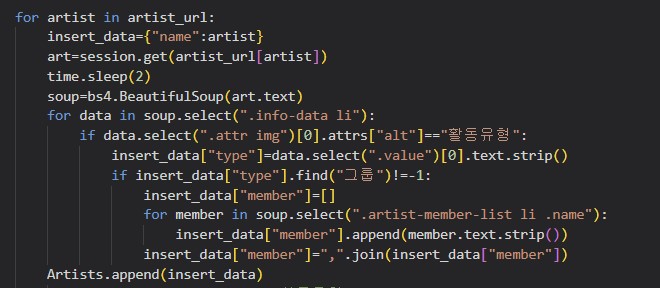 for artist in artist_url:
    insert_data={"name":artist}
    art=session.get(artist_url[artist])
    time.sleep(2)
    soup=bs4.BeautifulSoup(art.text)
    for data in soup.select(".info-data li"):
        if data.select(".attr img")[0].attrs["alt"]=="활동유형":
            insert_data["type"]=data.select(".value")[0].text.strip()
            if insert_data["type"].find("그룹")!=-1:
                insert_data["member"]=[]
                for member in soup.select(".artist-member-list li .name"):
                    insert_data["member"].append(member.text.strip())
                insert_data["member"]=",".join(insert_data["member"])
    Artists.append(insert_data)